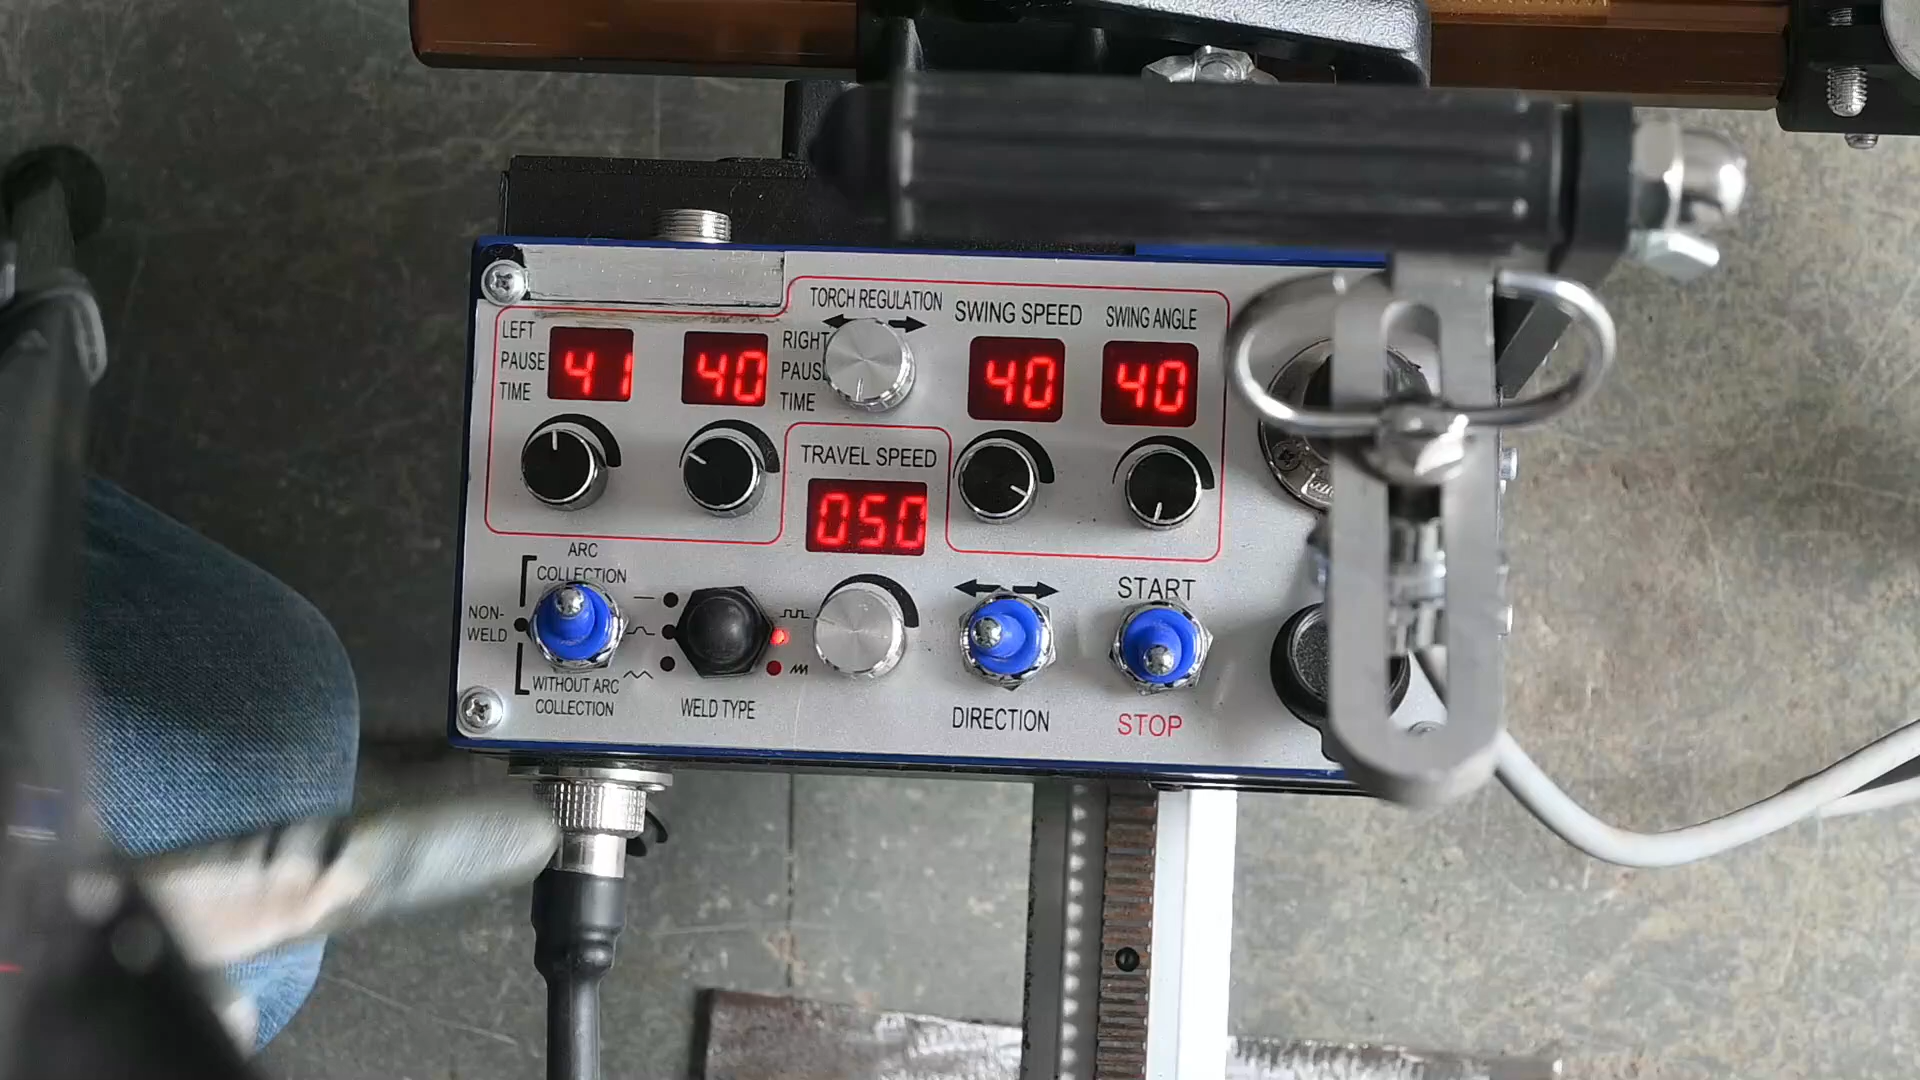 LEFT
PAUSE
TIME
41
40
RIGHT
PAUSE
TIME
TORCH REGULATION
SWING SPEED
40
SWING ANGLE
40
TRAVEL SPEED
050
ARC
COLLECTION
NON-
WELD
WITHOUT ARC
COLLECTION
WELD TYPE
DIRECTION
START
STOP